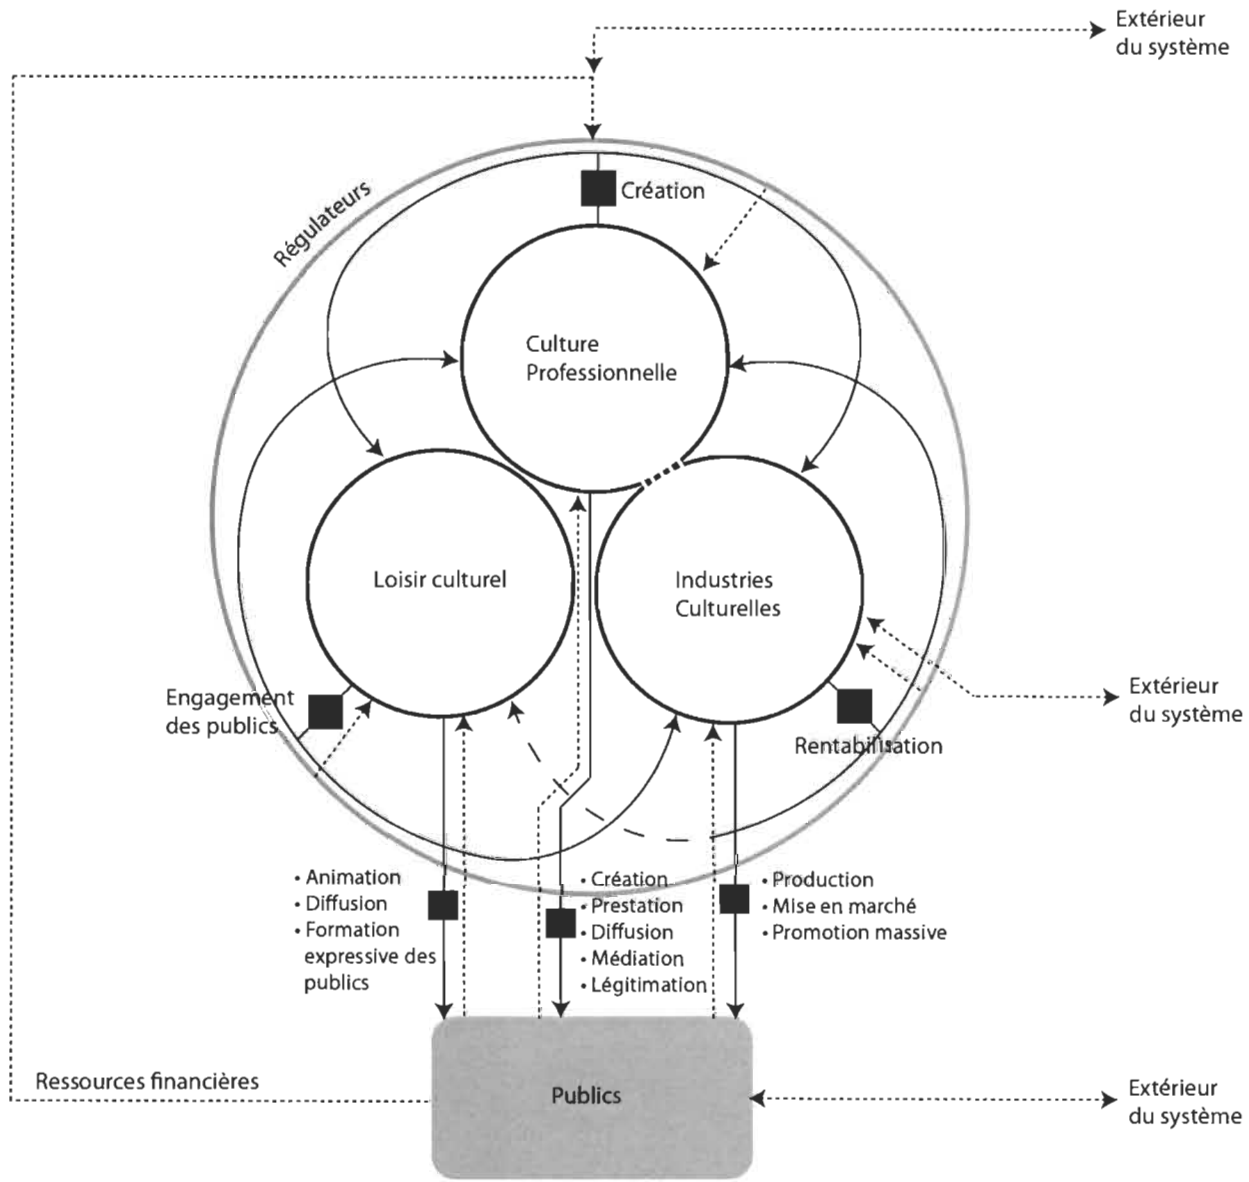 Extérieur
du système
Régulateurs
Création
Culture
Professionnelle
Loisir culturel
Industries
Culturelles
Engagement
des publics
Extérieur
du système
Rentabilisation
• Animation
• Diffusion
• Formation
expressive des
publics
• Création
• Prestation
• Diffusion
• Médiation
• Légitimation
• Production
• Mise en marché
• Promotion massive
Ressources financières
Publics
Extérieur
du système